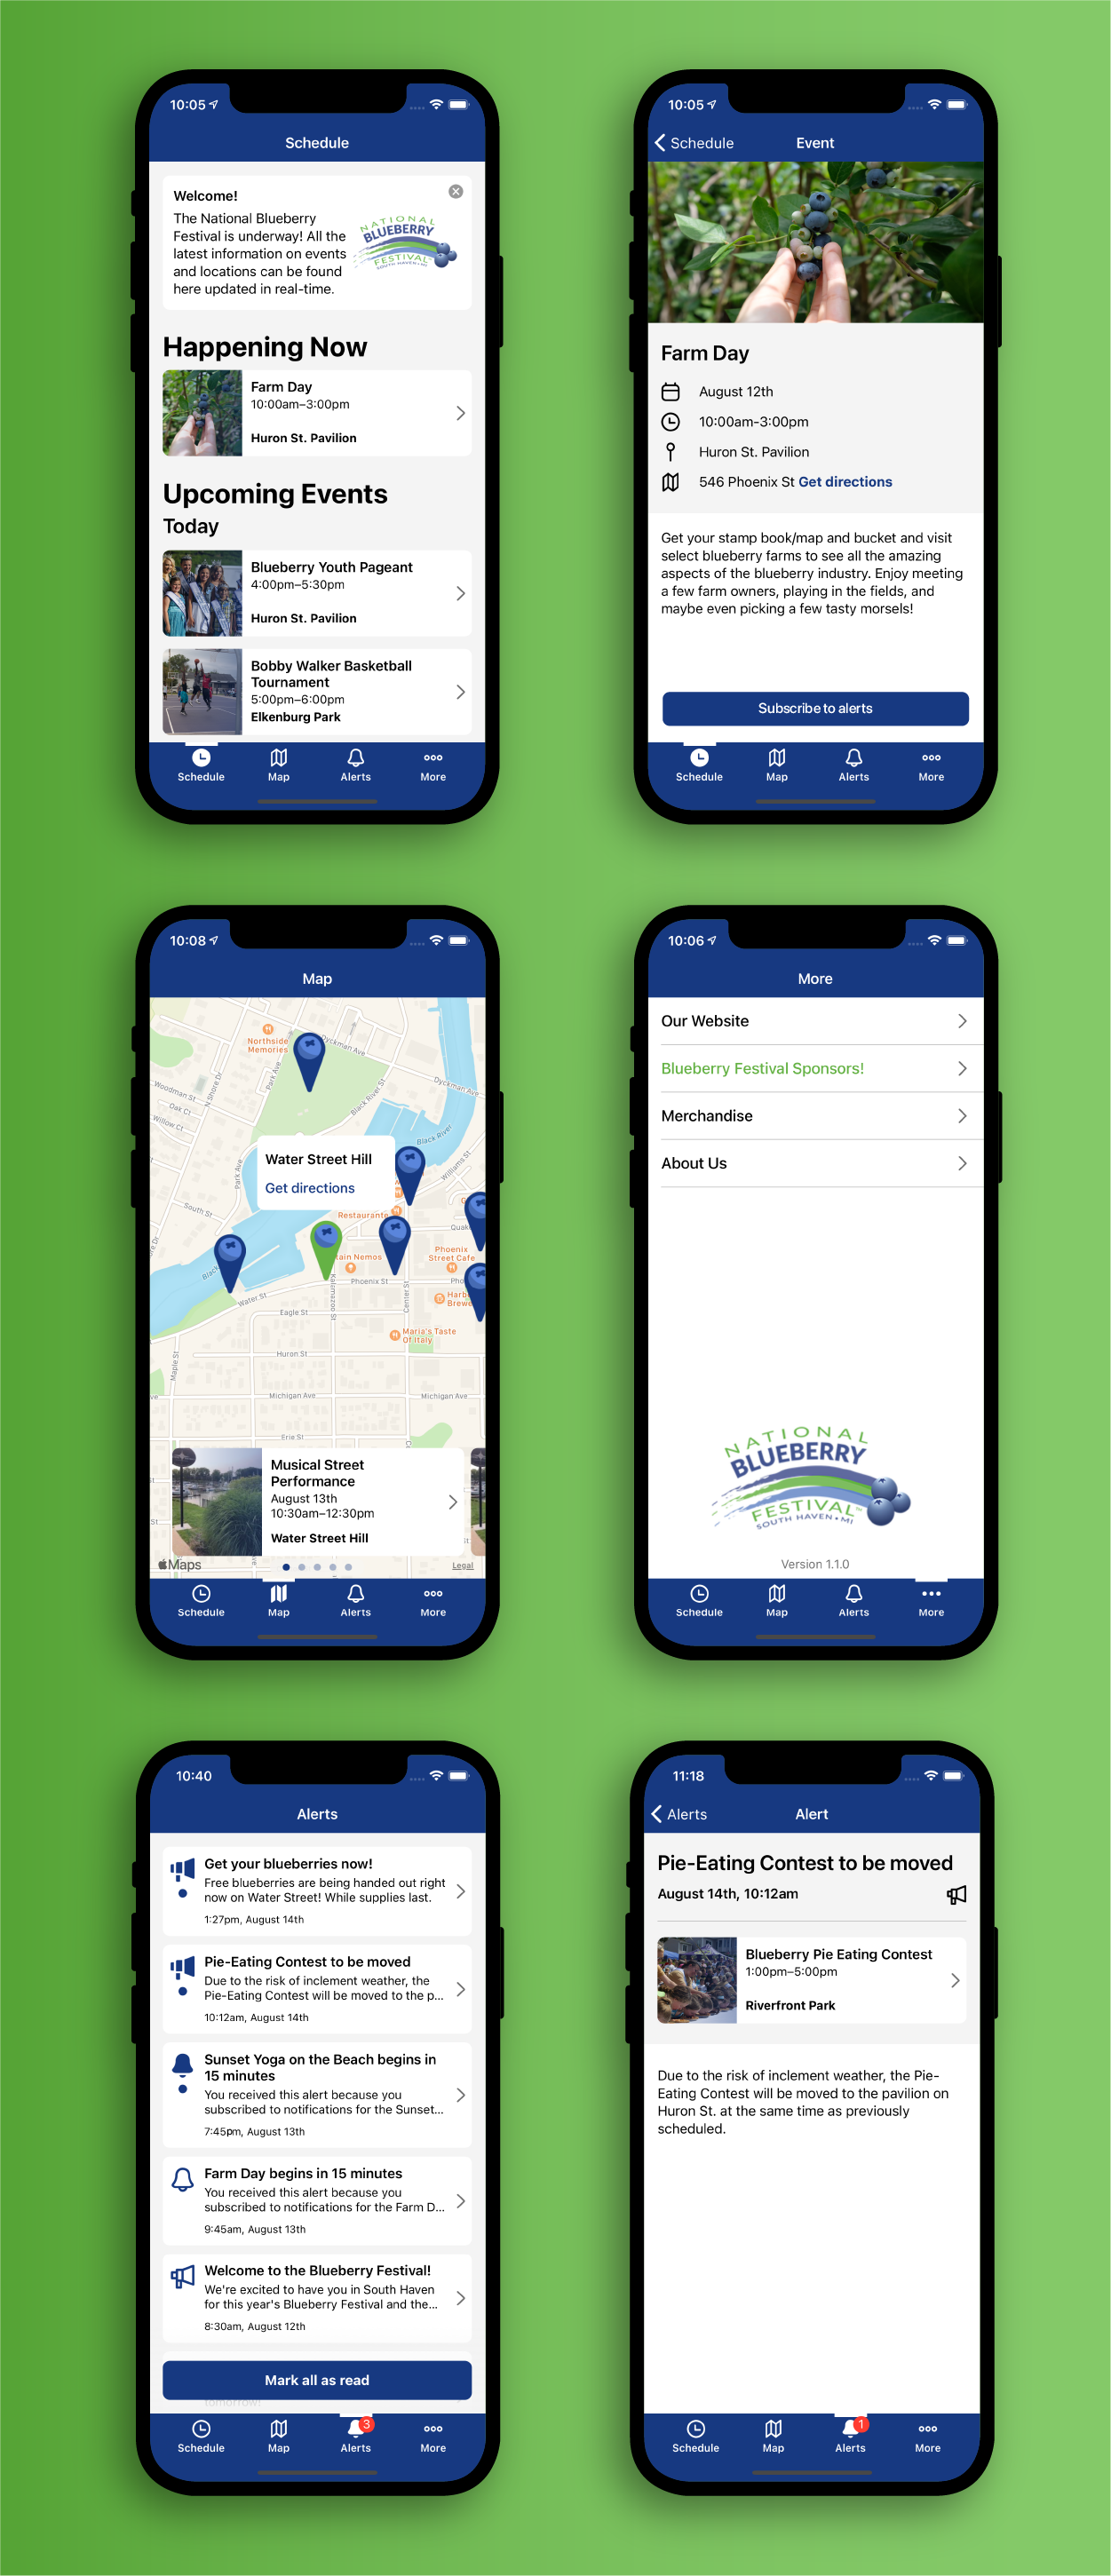 10:05
Schedule
Welcome!
The National Blueberry
Festival is underway! All the
latest information on events
and locations can be found
here updated in real-time.
NATIONAL
BLUEBERRY
FESTIVAL
SOUTH HAVEN • MI
Happening Now
Farm Day
10:00am–3:00pm
Huron St. Pavilion
Upcoming Events
Today
Blueberry Youth Pageant
4:00pm–5:30pm
Huron St. Pavilion
Bobby Walker Basketball
Tournament
5:00pm–6:00pm
Elkenburg Park
Schedule Map Alerts More
10:05
Schedule Event
Farm Day
August 12th
10:00am-3:00pm
Huron St. Pavilion
546 Phoenix St Get directions
Get your stamp book/map and bucket and visit
select blueberry farms to see all the amazing
aspects of the blueberry industry. Enjoy meeting
a few farm owners, playing in the fields, and
maybe even picking a few tasty morsels!
Subscribe to alerts
Schedule Map Alerts More
10:08
Map
Northside
Memories
Dyckman Ave
Dyckman Ave
Park Ave
N Shore Dr
Woodman St
Oak Ct
Willow Ct
Black River St
Black River
Williams St
Park Ave
South St
Water Street Hill
Get directions
Restaurante
Quak
Phoenix
Street Cafe
ain Nemos
Phoenix St
Pho
Harb
Brewe
Black
Water St
Kalamazoo St
Center St
Eagle St
Maria's Taste
Of Italy
Maple St
Huron St
Michigan Ave
Michigan Ave
Erie St
Musical Street
Performance
August 13th
10:30am–12:30pm
Water Street Hill
Maps
Legal
Schedule Map Alerts More
10:06
More
Our Website
Blueberry Festival Sponsors!
Merchandise
About Us
NATIONAL
BLUEBERRY
FESTIVAL™
SOUTH HAVEN • MI
Version 1.1.0
Schedule Map Alerts More
10:40
Alerts
Get your blueberries now!
Free blueberries are being handed out right
now on Water Street! While supplies last.
1:27pm, August 14th
Pie-Eating Contest to be moved
Due to the risk of inclement weather, the
Pie-Eating Contest will be moved to the p...
10:12am, August 14th
Sunset Yoga on the Beach begins in
15 minutes
You received this alert because you
subscribed to notifications for the Sunset...
7:45pm, August 13th
Farm Day begins in 15 minutes
You received this alert because you
subscribed to notifications for the Farm D...
9:45am, August 13th
Welcome to the Blueberry Festival!
We're excited to have you in South Haven
for this year's Blueberry Festival and the...
8:30am, August 12th
Mark all as read
tomorrow!
3
Schedule Map Alerts More
11:18
Alerts Alert
Pie-Eating Contest to be moved
August 14th, 10:12am
Blueberry Pie Eating Contest
1:00pm–5:00pm
Riverfront Park
Due to the risk of inclement weather, the Pie-
Eating Contest will be moved to the pavilion on
Huron St. at the same time as previously
scheduled.
1
Schedule Map Alerts More